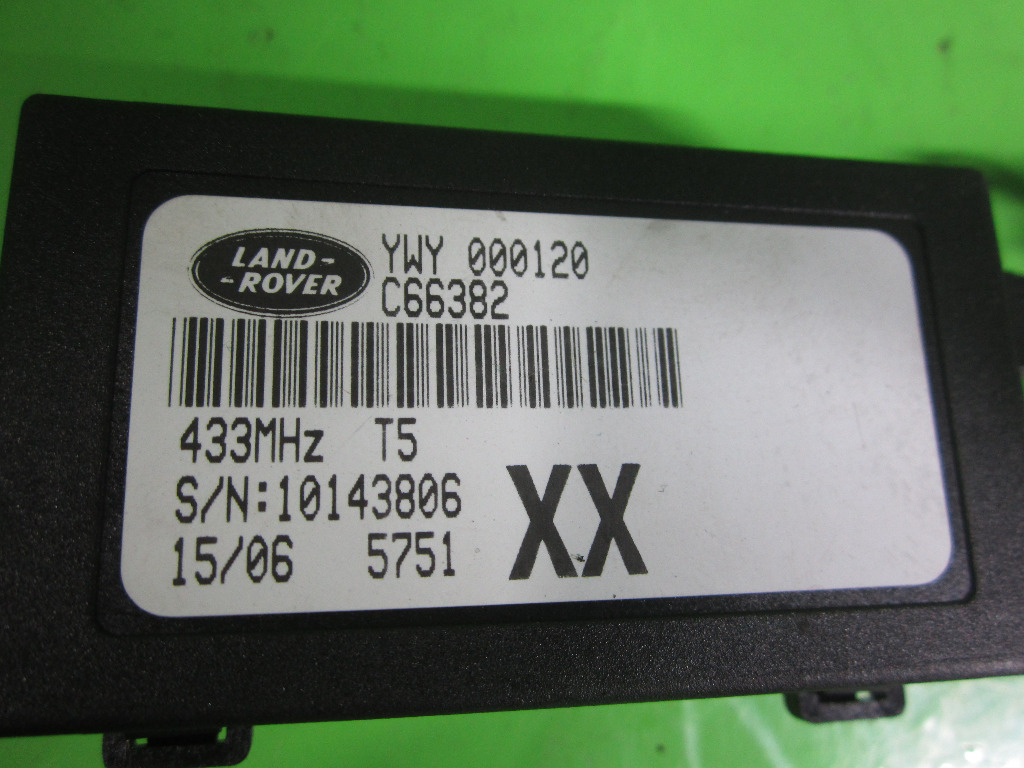 LAND-
-ROVER
YWY 000120
C66382
433MHz T5
S/N:10143806
15/06 5751
XX